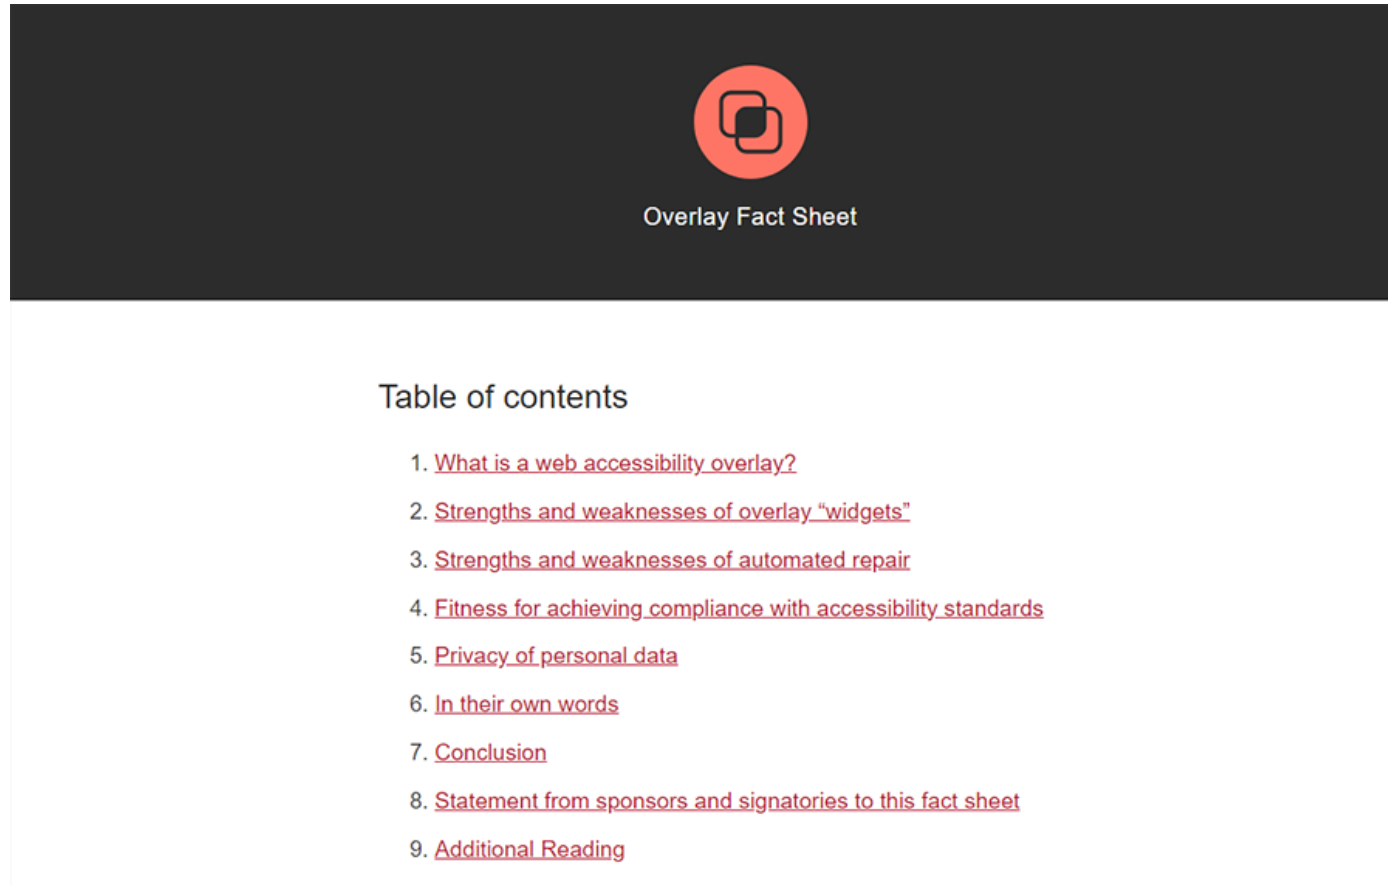 Overlay Fact Sheet
Table of contents
1. What is a web accessibility overlay?
2. Strengths and weaknesses of overlay “widgets”
3. Strengths and weaknesses of automated repair
4. Fitness for achieving compliance with accessibility standards
5. Privacy of personal data
6. In their own words
7. Conclusion
8. Statement from sponsors and signatories to this fact sheet
9. Additional Reading